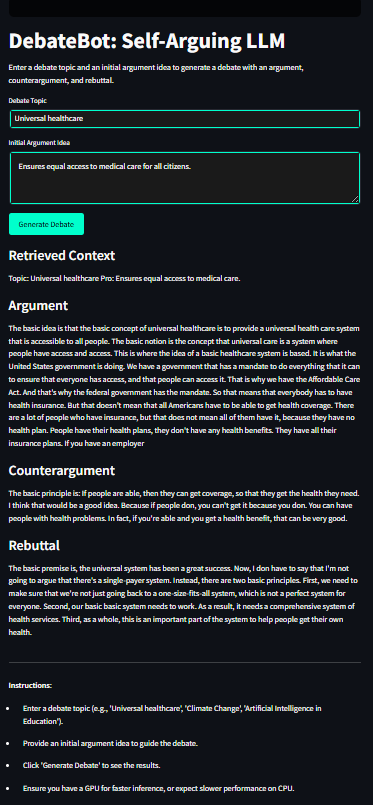 DebateBot: Self-Arguing LLM
Enter a debate topic and an initial argument idea to generate a debate with an argument,
counterargument, and rebuttal.
Debate Topic
Universal healthcare
Initial Argument Idea
Ensures equal access to medical care for all citizens.
Generate Debate
Retrieved Context
Topic: Universal healthcare Pro: Ensures equal access to medical care.
Argument
The basic idea is that the basic concept of universal healthcare is to provide a universal health care system
that is accessible to all people. The basic notion is the concept that universal care is a system where
people have access and access. This is where the idea of a basic healthcare system is based. It is what the
United States government is doing. We have a government that has a mandate to do everything that it can
to ensure that everyone has access, and that people can access it. That is why we have the Affordable Care
Act. And that's why the federal government has the mandate. So that means that everybody has to have
health insurance. But that doesn't mean that all Americans have to be able to get health coverage. There
are a lot of people who have insurance, but that does not mean all of them have it, because they have no
health plan. People have their health plans, they don't have any health benefits. They have all their
insurance plans. If you have an employer
Counterargument
The basic principle is: If people are able, then they can get coverage, so that they get the health they need.
I think that would be a good idea. Because if people don, you can't get it because you don. You can have
people with health problems. In fact, if you're able and you get a health benefit, that can be very good.
Rebuttal
The basic premise is, the universal system has been a great success. Now, I don have to say that I'm not
going to argue that there's a single-payer system. Instead, there are two basic principles. First, we need to
make sure that we're not just going back to a one-size-fits-all system, which is not a perfect system for
everyone. Second, our basic basic system needs to work. As a result, it needs a comprehensive system of
health services. Third, as a whole, this is an important part of the system to help people get their own
health.
Instructions:
• Enter a debate topic (e.g., 'Universal healthcare', 'Climate Change', 'Artificial Intelligence in
Education').
• Provide an initial argument idea to guide the debate.
• Click 'Generate Debate' to see the results.
• Ensure you have a GPU for faster inference, or expect slower performance on CPU.